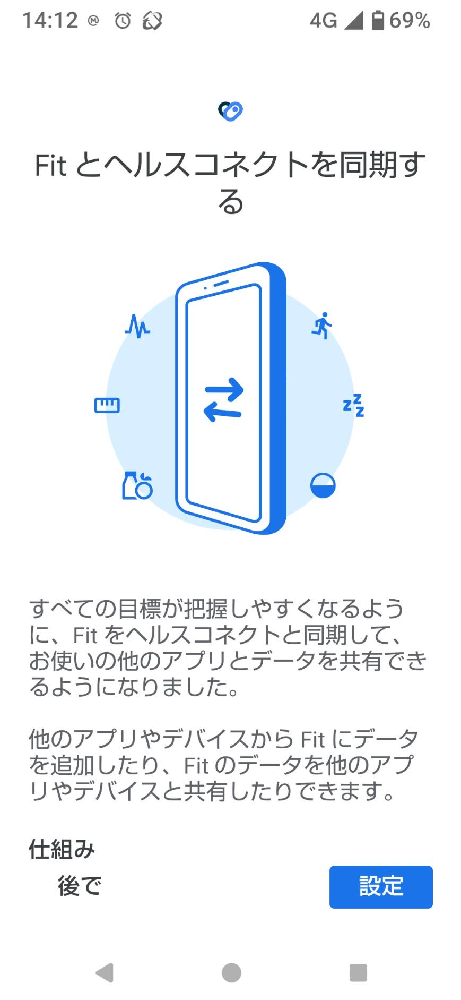 14:12
4G 69%
Fit とヘルスコネクトを同期す
る
すべての目標が把握しやすくなるよう
に、Fit をヘルスコネクトと同期して、
お使いの他のアプリとデータを共有でき
るようになりました。
他のアプリやデバイスから Fit にデータ
を追加したり、Fit のデータを他のアプ
リやデバイスと共有したりできます。
仕組み
後で
設定